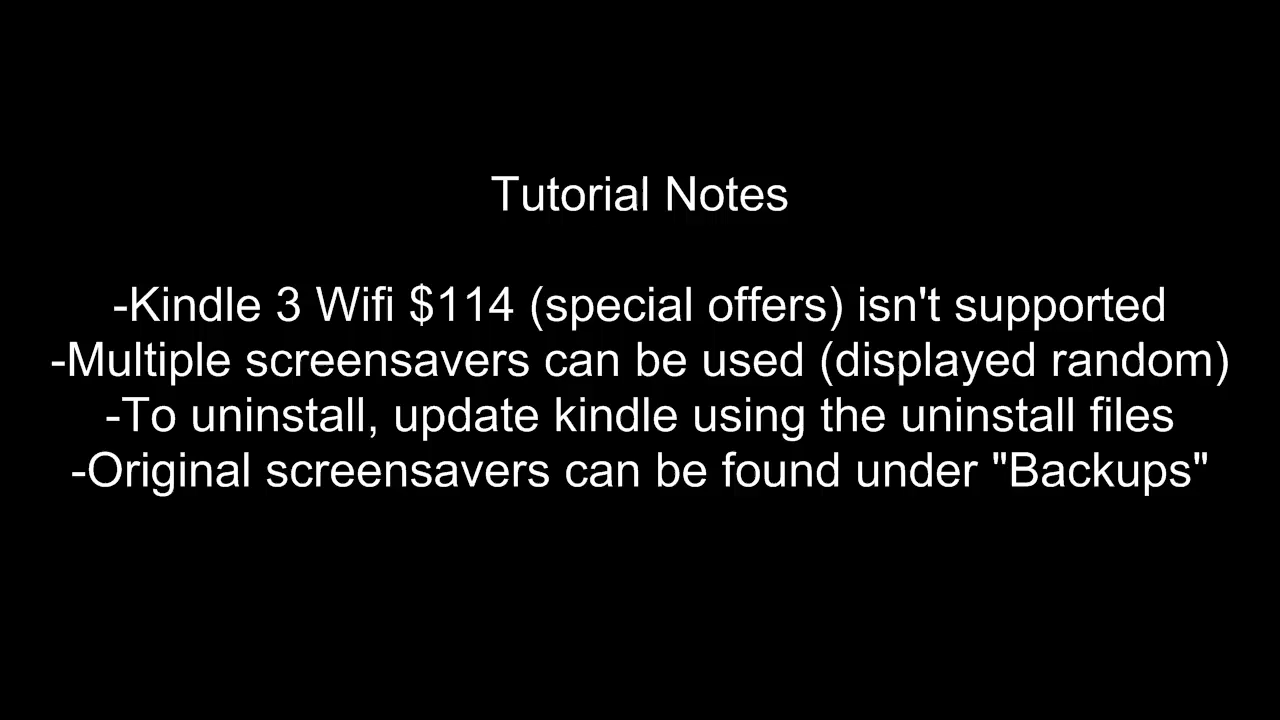 Tutorial Notes
-Kindle 3 Wifi $114 (special offers) isn't supported
-Multiple screensavers can be used (displayed random)
-To uninstall, update kindle using the uninstall files
-Original screensavers can be found under "Backups"